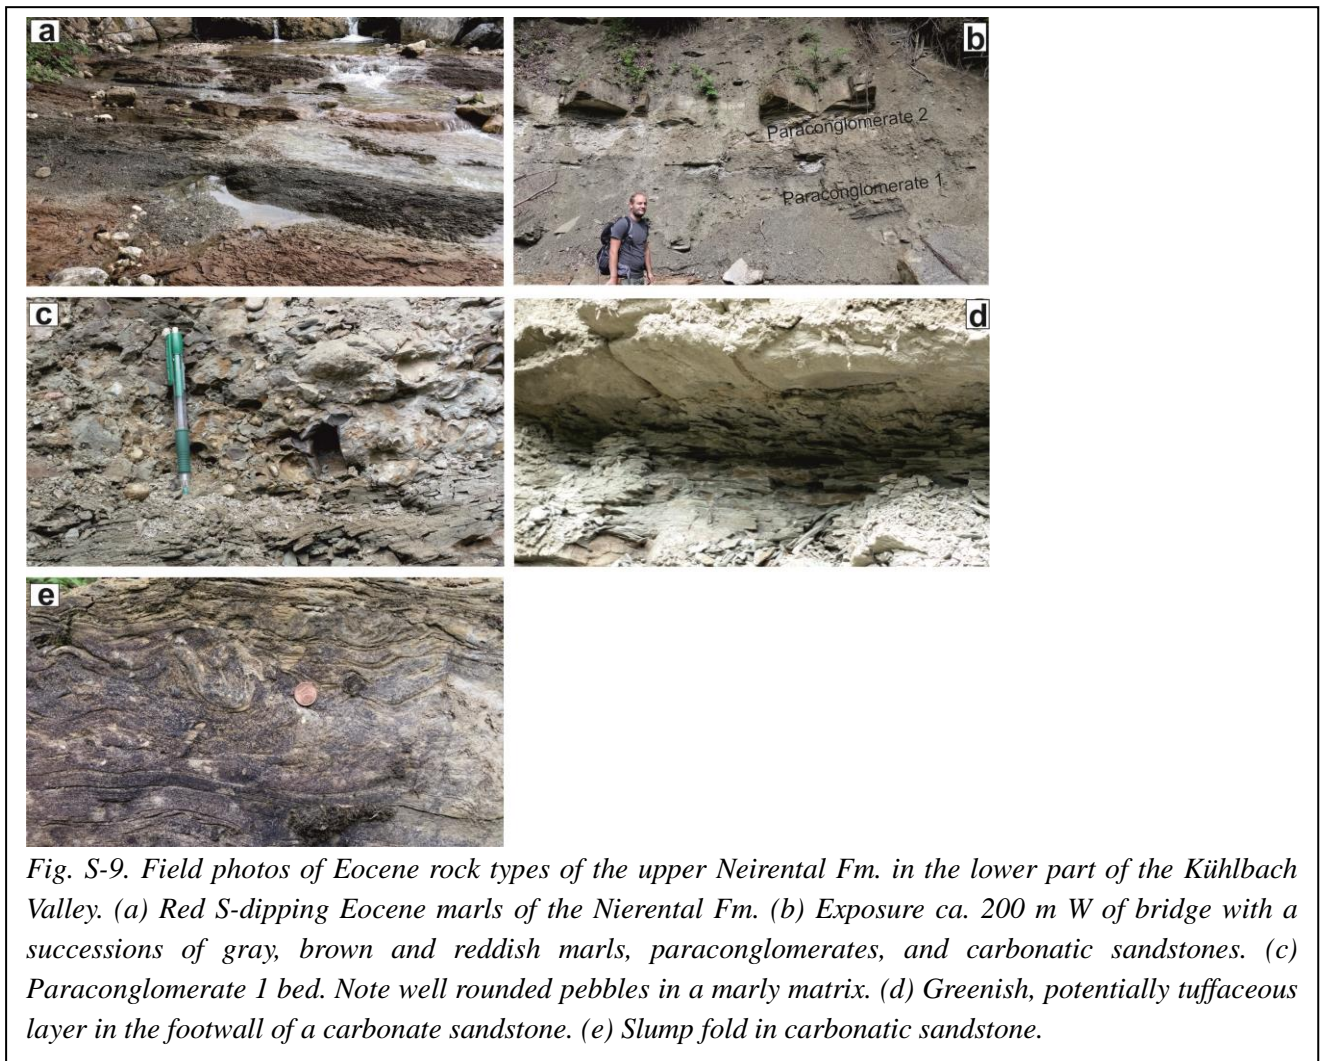 a
b
Paraconglomerate 2
Paraconglomerate 1
c
d
e
Fig. S-9. Field photos of Eocene rock types of the upper Neirental Fm. in the lower part of the Kühlbach
Valley. (a) Red S-dipping Eocene marls of the Nierental Fm. (b) Exposure ca. 200 m W of bridge with a
successions of gray, brown and reddish marls, paraconglomerates, and carbonatic sandstones. (c)
Paraconglomerate 1 bed. Note well rounded pebbles in a marly matrix. (d) Greenish, potentially tuffaceous
layer in the footwall of a carbonate sandstone. (e) Slump fold in carbonatic sandstone.